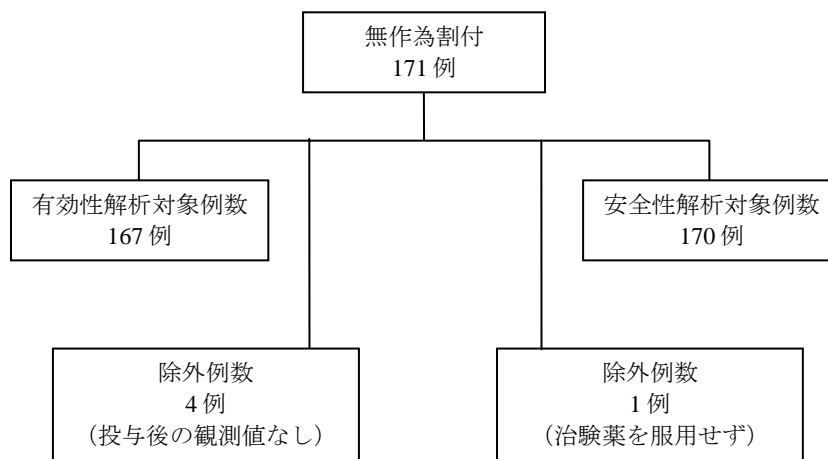 無作為割付
171 例
有効性解析対象例数
167 例
安全性解析対象例数
170 例
除外例数
4 例
（投与後の観測値なし）
除外例数
1 例
（治験薬を服用せず）